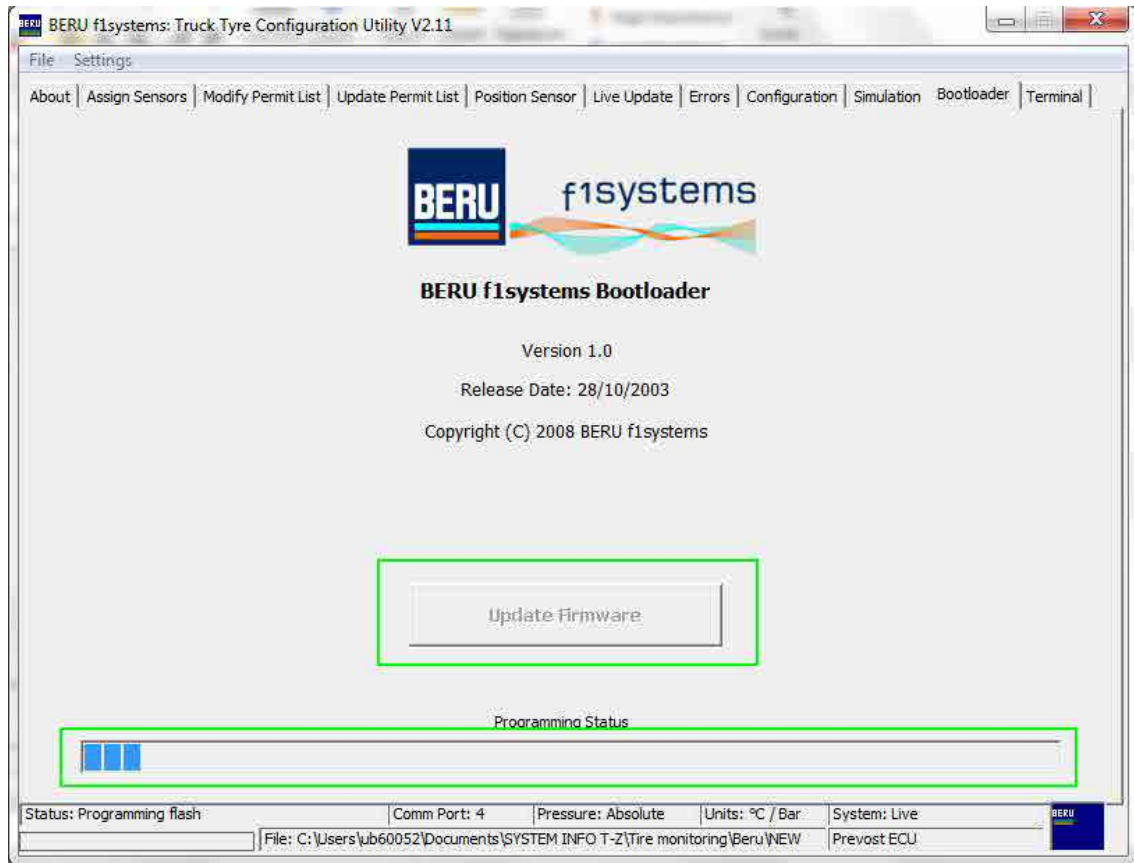 BERU BERU f1systems: Truck Tyre Configuration Utility V2.11
File Settings
About Assign Sensors Modify Permit List Update Permit List Position Sensor Live Update Errors Configuration Simulation Bootloader Terminal
BERU f1systems
BERU f1systems Bootloader
Version 1.0
Release Date: 28/10/2003
Copyright (C) 2008 BERU f1systems
Update Firmware
Programming Status
Status: Programming flash Comm Port: 4 Pressure: Absolute Units: °C / Bar System: Live BERU
File: C:\Users\ub60052\Documents\SYSTEM INFO T-Z\Tire monitoring\Beru\NEW Prevost ECU